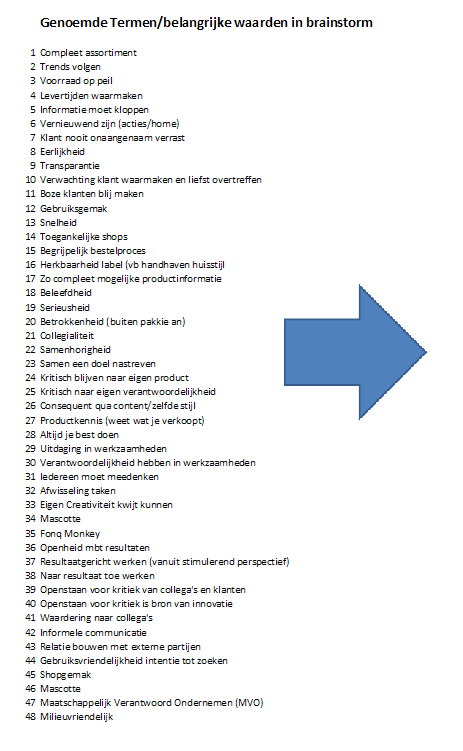 Genoemde Termen/belangrijke waarden in brainstorm
1 Compleet assortiment
2 Trends volgen
3 Voorraad op peil
4 Levertijden waarmaken
5 Informatie moet kloppen
6 Vernieuwend zijn (acties/home)
7 Klant nooit onaangenaam verrast
8 Eerlijkheid
9 Transparantie
10 Verwachting klant waarmaken en liefst overtreffen
11 Boze klanten blij maken
12 Gebruiksgemak
13 Snelheid
14 Toegankelijke shops
15 Begrijpelijk bestelproces
16 Herkbaarheid label (vb handhaven huisstijl
17 Zo compleet mogelijke productinformatie
18 Beleefdheid
19 Serieusheid
20 Betrokkenheid (buiten pakkie an)
21 Collegialiteit
22 Samenhorigheid
23 Samen een doel nastreven
24 Kritisch blijven naar eigen product
25 Kritisch naar eigen verantwoordelijkheid
26 Consequent qua content/zelfde stijl
27 Productkennis (weet wat je verkoopt)
28 Altijd je best doen
29 Uitdaging in werkzaamheden
30 Verantwoordelijkheid hebben in werkzaamheden
31 Iedereen moet meedenken
32 Afwisseling taken
33 Eigen Creativiteit kwijt kunnen
34 Mascotte
35 Fonq Monkey
36 Openheid mbt resultaten
37 Resultaatgericht werken (vanuit stimulerend perspectief)
38 Naar resultaat toe werken
39 Openstaan voor kritiek van collega's en klanten
40 Openstaan voor kritiek is bron van innovatie
41 Waardering naar collega's
42 Informele communicatie
43 Relatie bouwen met externe partijen
44 Gebruiksvriendelijkheid intentie tot zoeken
45 Shopgemak
46 Mascotte
47 Maatschappelijk Verantwoord Ondernemen (MVO)
48 Milieuvriendelijk